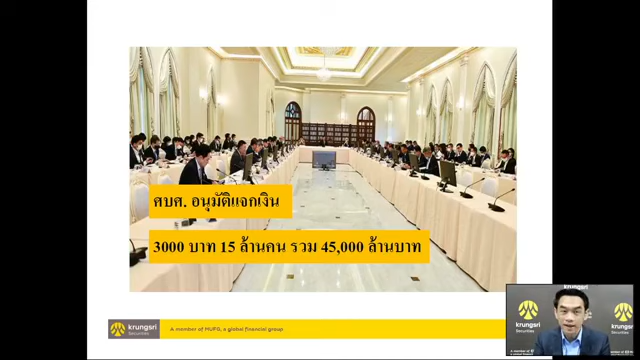 ศบศ. อนุมัติแจกเงิน
3000 บาท 15 ล้านคน รวม 45,000 ล้านบาท
krungsri
Securities
A member of MUFG, a global financial group
krungsri
Securities
krungsri
Securities